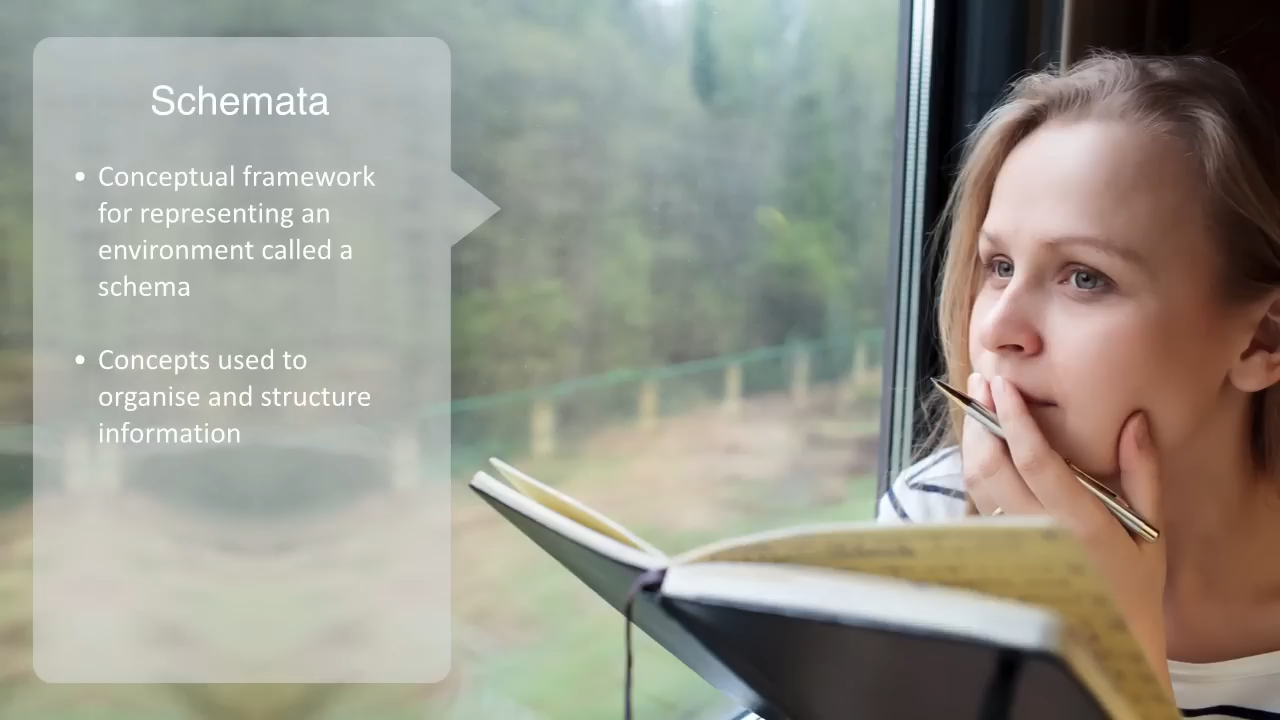 Schemata
• Conceptual framework
for representing an
environment called a
schema
• Concepts used to
organise and structure
information